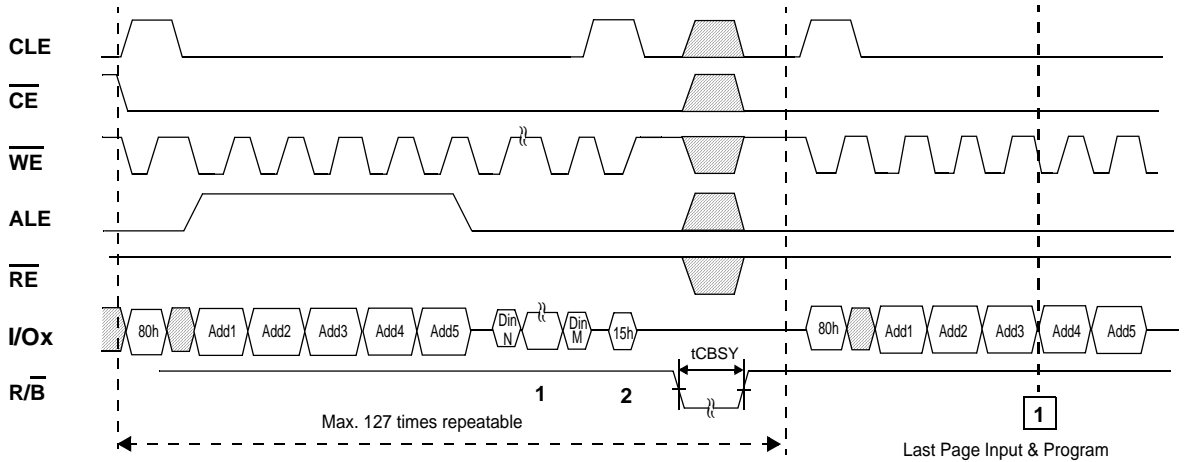 CLE
CE
WE
ALE
RE
I/Ox 80h Add1 Add2 Add3 Add4 Add5 Din N Din M 15h 80h Add1 Add2 Add3 Add4 Add5
tCBSY
R/B
1 2
Max. 127 times repeatable
1
Last Page Input & Program